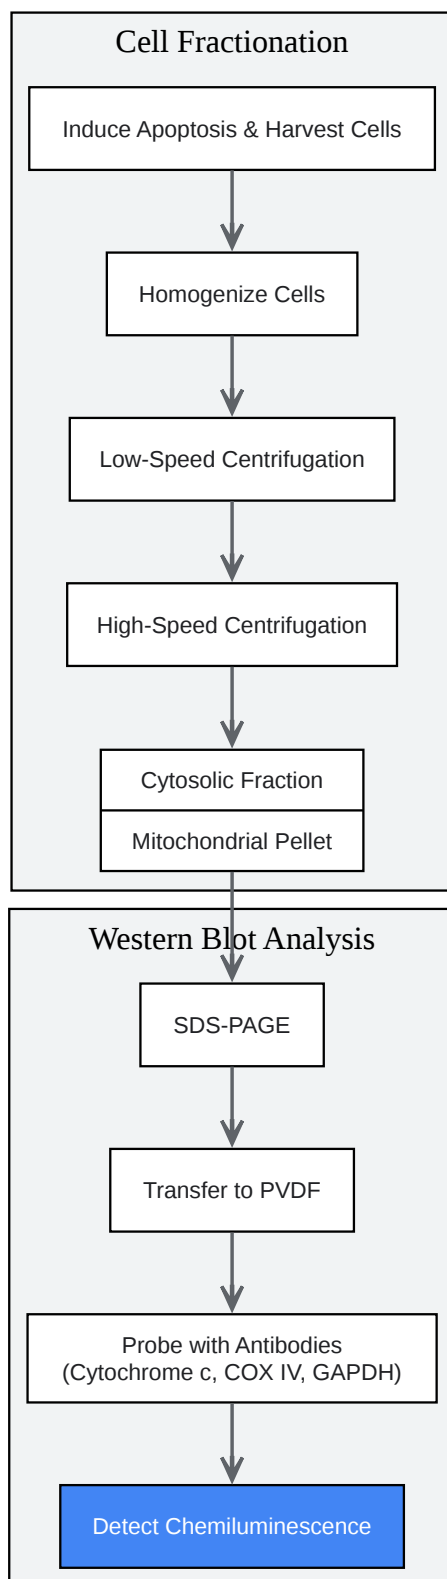 Cell Fractionation
Induce Apoptosis & Harvest Cells
Homogenize Cells
Low-Speed Centrifugation
High-Speed Centrifugation
Cytosolic Fraction
Mitochondrial Pellet
Western Blot Analysis
SDS-PAGE
Transfer to PVDF
Probe with Antibodies
(Cytochrome c, COX IV, GAPDH)
Detect Chemiluminescence